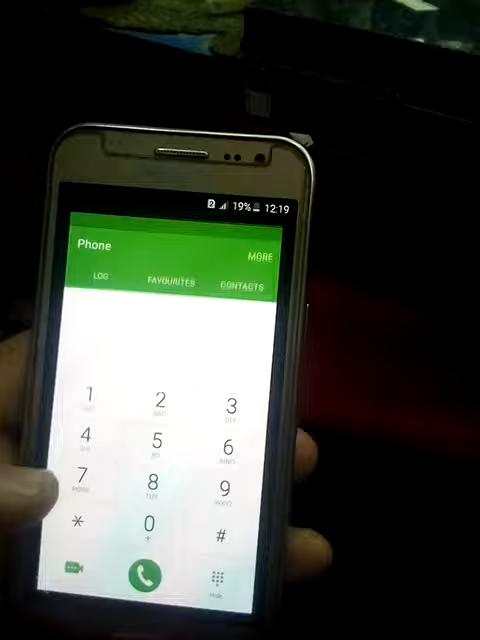 2 19% 12:19
Phone
MORE
LOG FAVOURITES CONTACTS
1 2 3
ABC DEF
4 5 6
GHI JKL MNO
7 8 9
PQRS TUV WXYZ
* 0 #
+
Hide